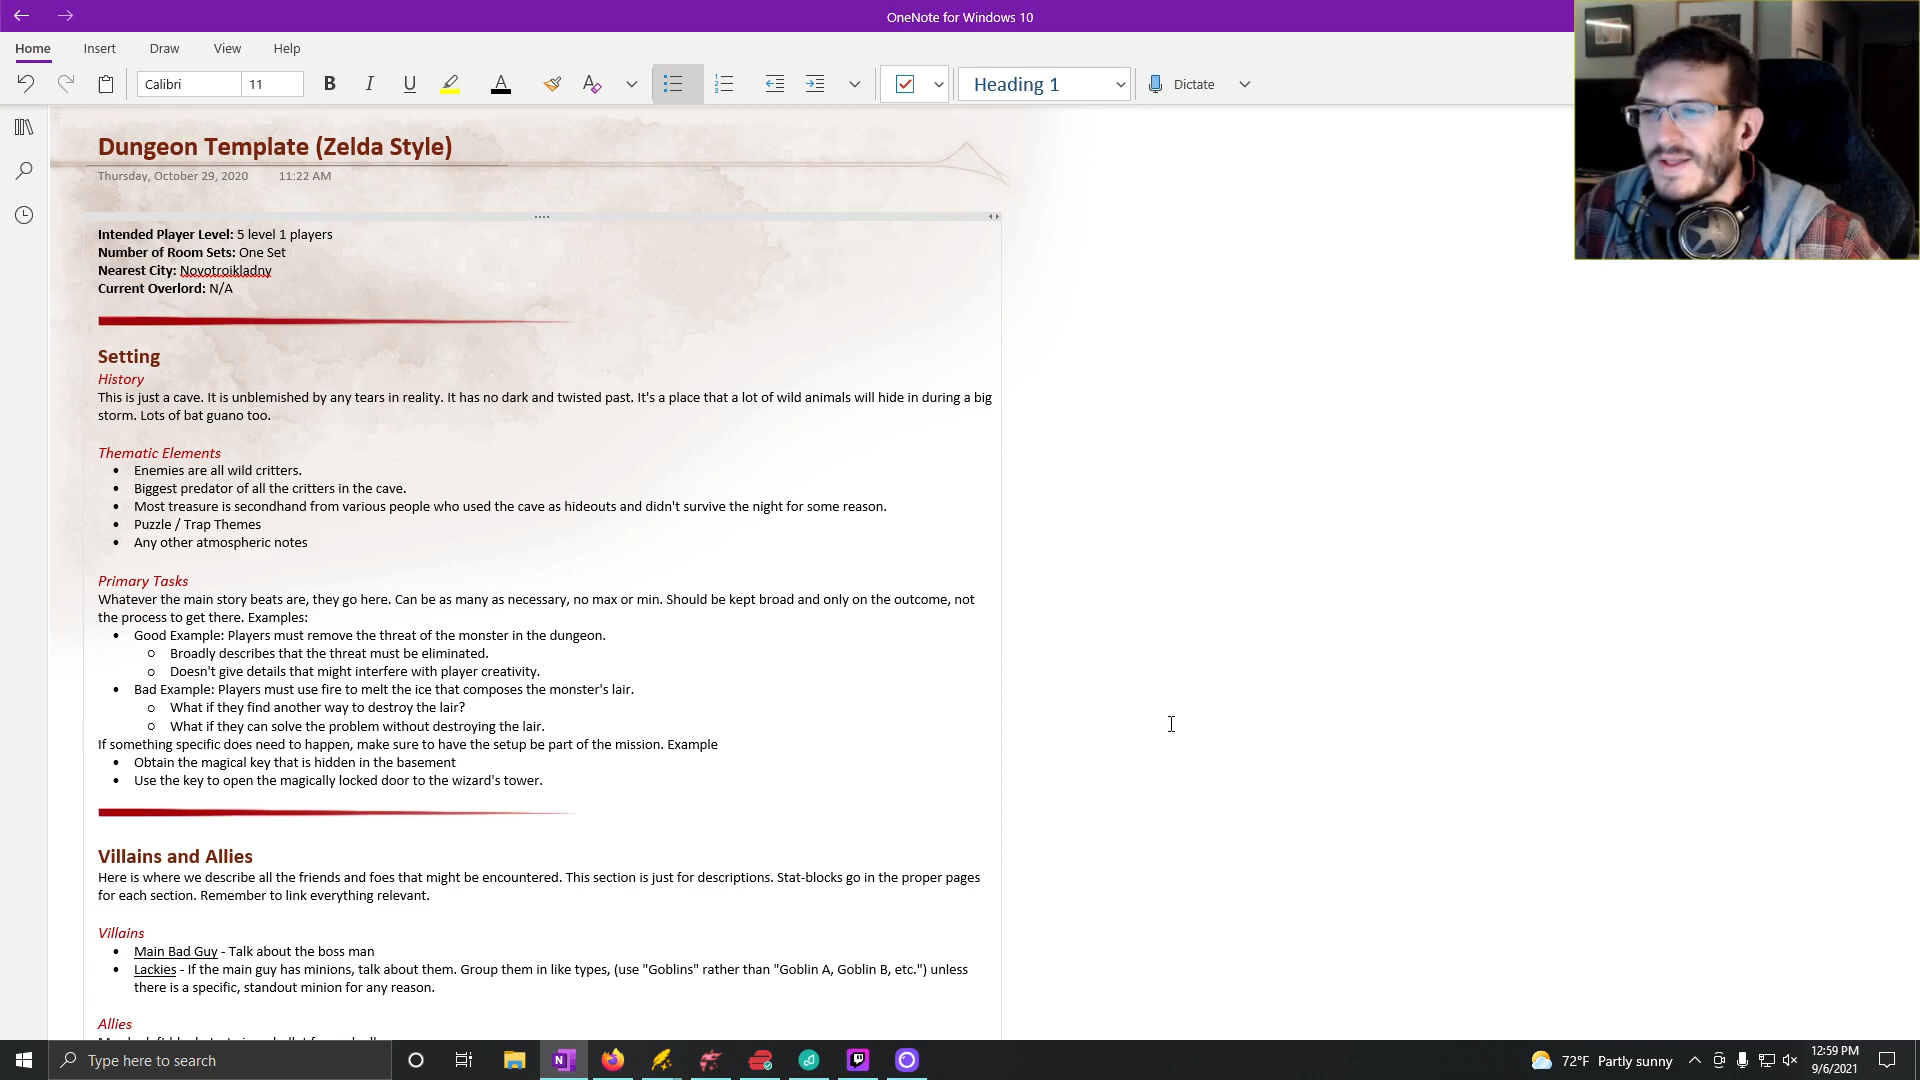 OneNote for Windows 10
Home Insert Draw View Help
Calibri 11 B I U A A Heading 1 Dictate
Dungeon Template (Zelda Style)
Thursday, October 29, 2020 11:22 AM
Intended Player Level: 5 level 1 players
Number of Room Sets: One Set
Nearest City: Novotroikladny
Current Overlord: N/A
Setting
History
This is just a cave. It is unblemished by any tears in reality. It has no dark and twisted past. It's a place that a lot of wild animals will hide in during a big
storm. Lots of bat guano too.
Thematic Elements
• Enemies are all wild critters.
• Biggest predator of all the critters in the cave.
• Most treasure is secondhand from various people who used the cave as hideouts and didn't survive the night for some reason.
• Puzzle / Trap Themes
• Any other atmospheric notes
Primary Tasks
Whatever the main story beats are, they go here. Can be as many as necessary, no max or min. Should be kept broad and only on the outcome, not
the process to get there. Examples:
• Good Example: Players must remove the threat of the monster in the dungeon.
○ Broadly describes that the threat must be eliminated.
○ Doesn't give details that might interfere with player creativity.
• Bad Example: Players must use fire to melt the ice that composes the monster's lair.
○ What if they find another way to destroy the lair?
○ What if they can solve the problem without destroying the lair.
If something specific does need to happen, make sure to have the setup be part of the mission. Example
• Obtain the magical key that is hidden in the basement
• Use the key to open the magically locked door to the wizard's tower.
Villains and Allies
Here is where we describe all the friends and foes that might be encountered. This section is just for descriptions. Stat-blocks go in the proper pages
for each section. Remember to link everything relevant.
Villains
• Main Bad Guy - Talk about the boss man
• Lackies - If the main guy has minions, talk about them. Group them in like types, (use "Goblins" rather than "Goblin A, Goblin B, etc.") unless
there is a specific, standout minion for any reason.
Allies
Type here to search
72°F Partly sunny
12:59 PM
9/6/2021